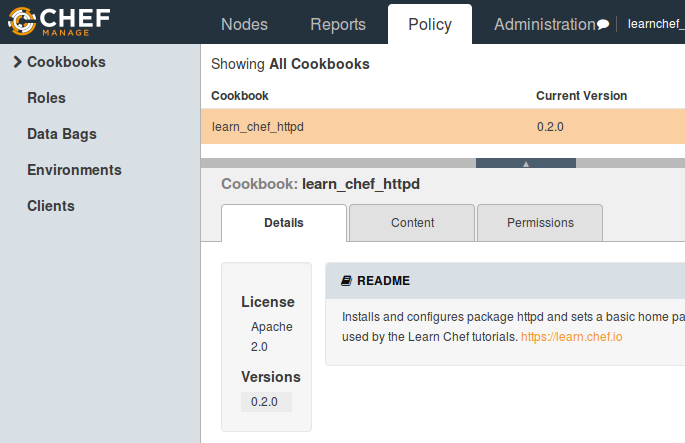 CHEF
MANAGE
Nodes Reports Policy Administration learnchef_
Cookbooks
Roles
Data Bags
Environments
Clients
Showing All Cookbooks
Cookbook Current Version
learn_chef_httpd 0.2.0
Cookbook: learn_chef_httpd
Details Content Permissions
License
Apache
2.0
Versions
0.2.0
README
Installs and configures package httpd and sets a basic home pa
used by the Learn Chef tutorials. https://learn.chef.io